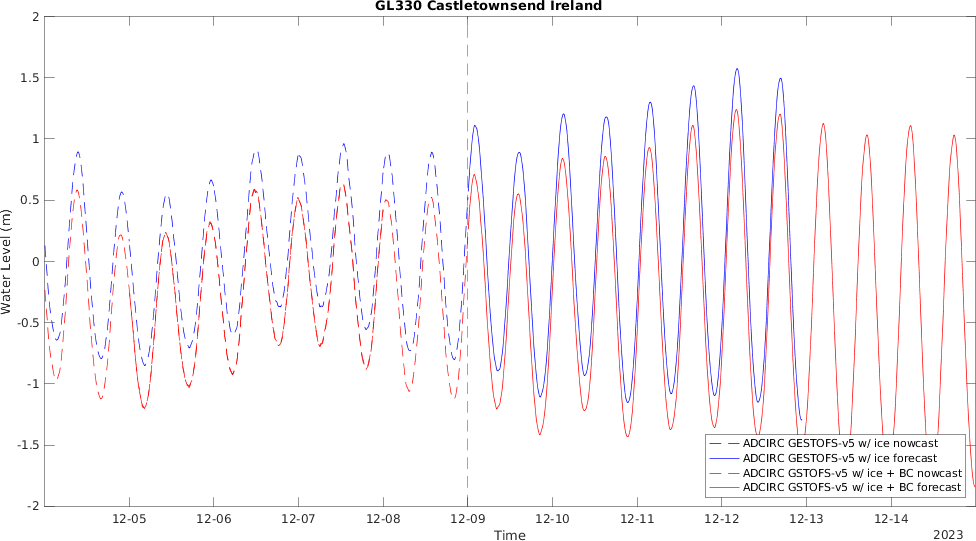 GL330 Castletownsend Ireland
2
1.5
1
0.5
0
-0.5
-1
-1.5
-2
Water Level (m)
ADCIRC GESTOFS-v5 w/ ice nowcast
ADCIRC GESTOFS-v5 w/ ice forecast
ADCIRC GSTOFS-v5 w/ ice + BC nowcast
ADCIRC GSTOFS-v5 w/ ice + BC forecast
12-05 12-06 12-07 12-08 12-09 12-10 12-11 12-12 12-13 12-14
Time
2023